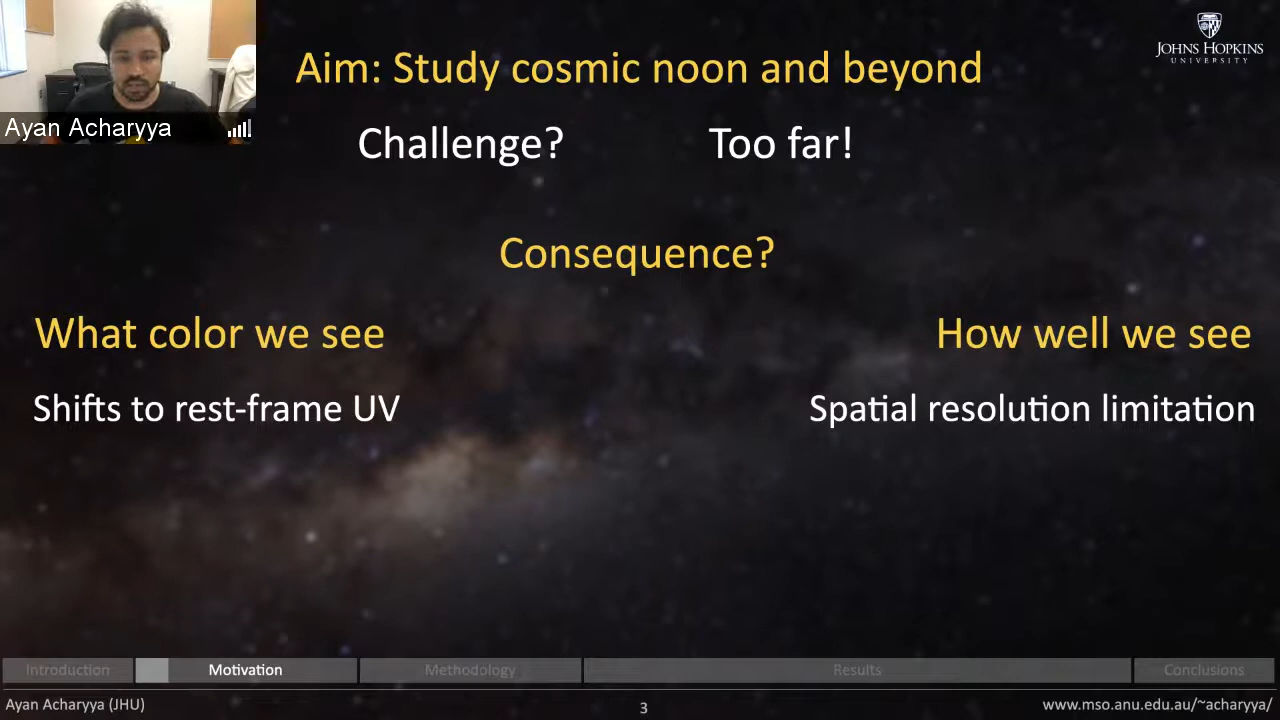 Ayan Acharyya
JOHNS HOPKINS
UNIVERSITY
Aim: Study cosmic noon and beyond
Challenge? Too far!
Consequence?
What color we see
How well we see
Shifts to rest-frame UV
Spatial resolution limitation
Introduction Motivation Methodology Results Conclusions
Ayan Acharyya (JHU) 3 www.mso.anu.edu.au/~acharyya/